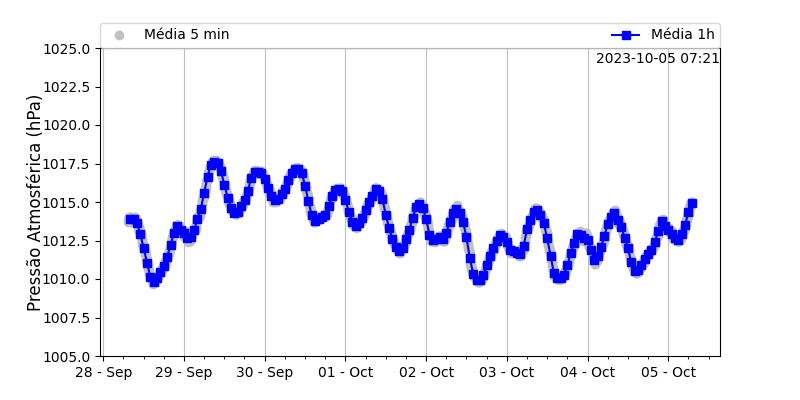 Média 5 min
Média 1h
2023-10-05 07:21
Pressão Atmosférica (hPa)
1025.0
1022.5
1020.0
1017.5
1015.0
1012.5
1010.0
1007.5
1005.0
28 - Sep
29 - Sep
30 - Sep
01 - Oct
02 - Oct
03 - Oct
04 - Oct
05 - Oct